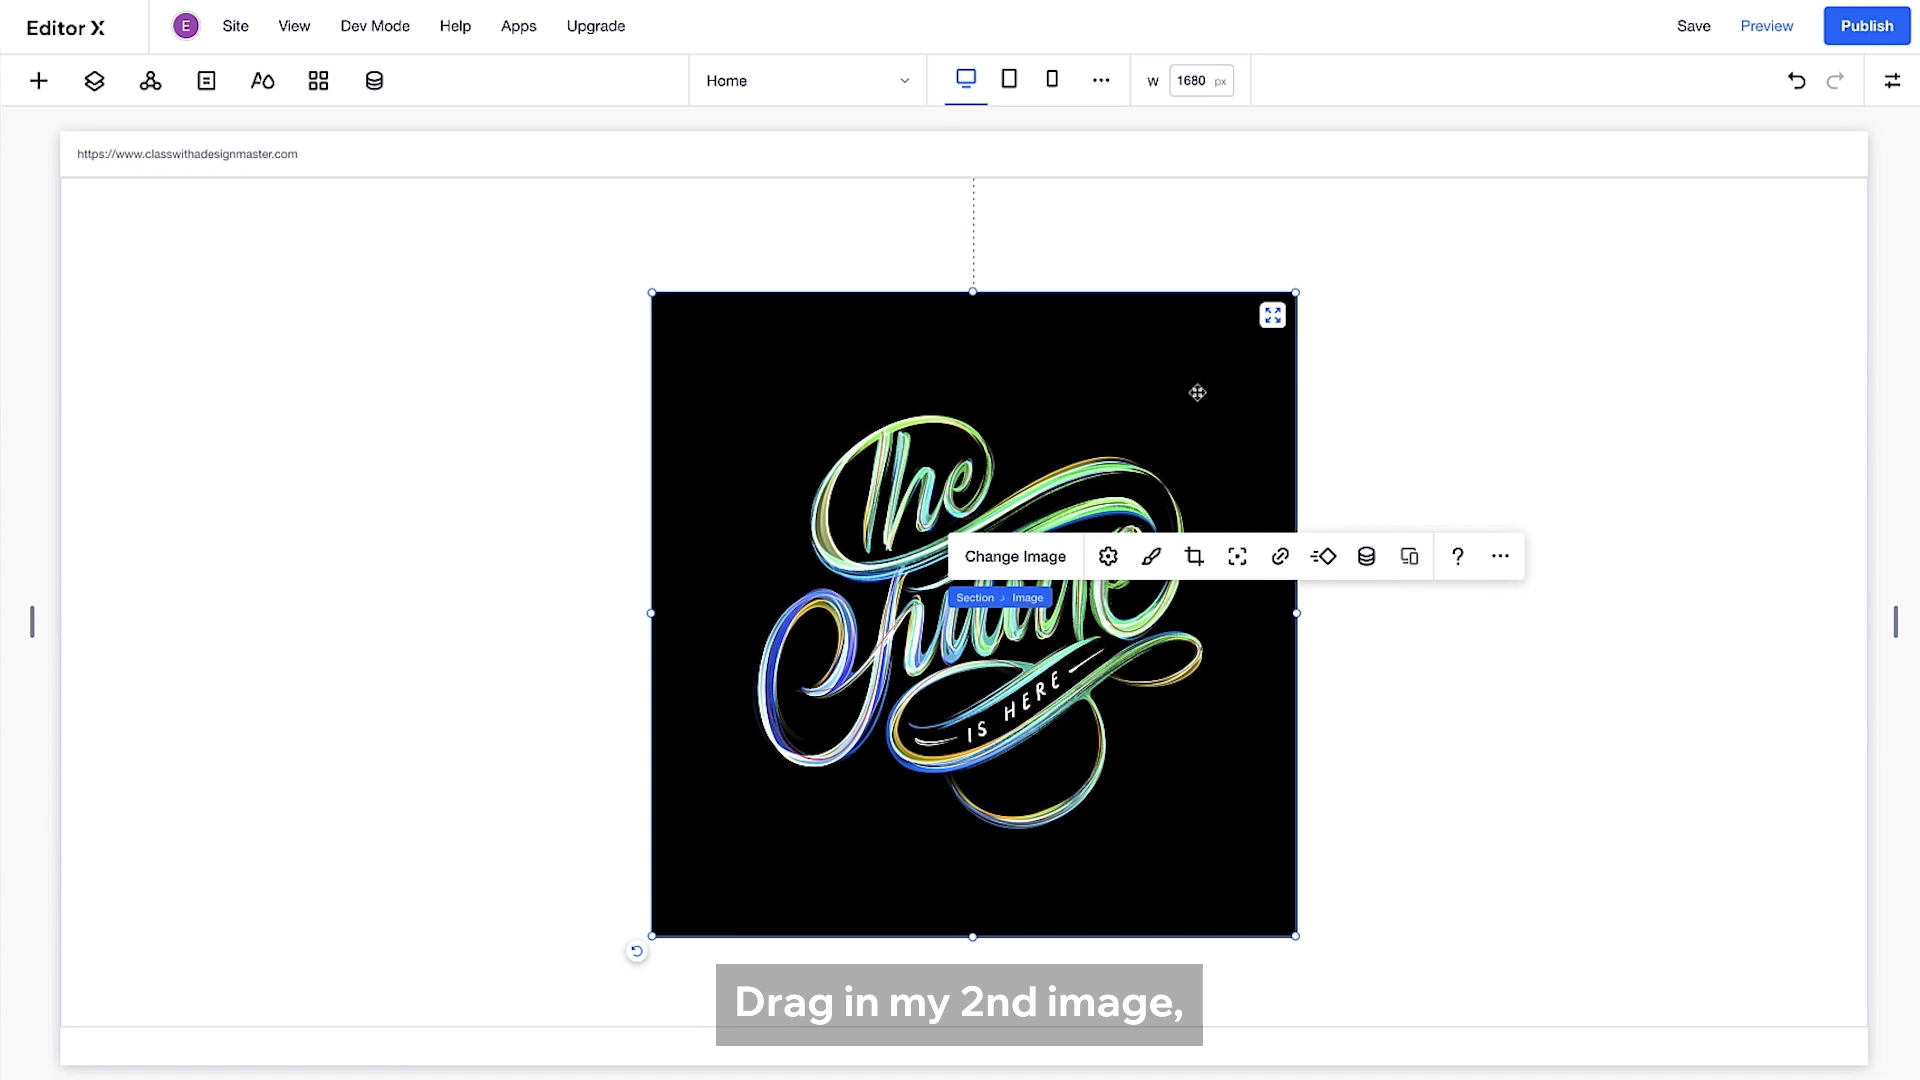 Editor X
E
Site
View
Dev Mode
Help
Apps
Upgrade
Save
Preview
Publish
Home
W
1680 px
https://www.classwithadesignmaster.com
The
Future
IS HERE
Change Image
?
Section › Image
Drag in my 2nd image,